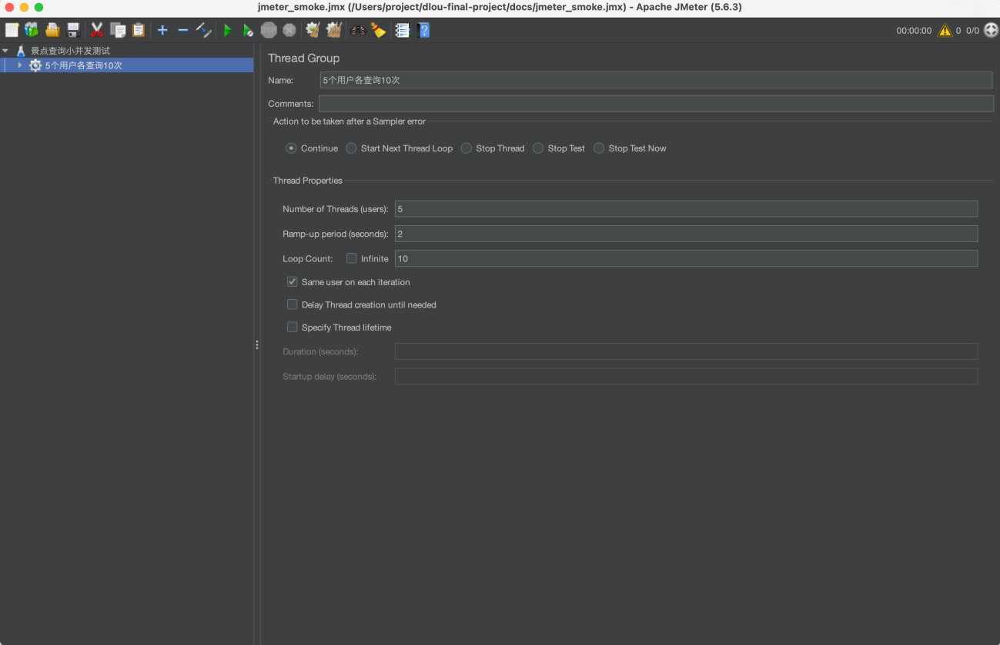 jmeter_smoke.jmx (/Users/project/dlou-final-project/docs/jmeter_smoke.jmx) - Apache JMeter (5.6.3)
00:00:00 0 0/0
景点查询小并发测试
5个用户各查询10次
Thread Group
Name: 5个用户各查询10次
Comments:
Action to be taken after a Sampler error
Continue Start Next Thread Loop Stop Thread Stop Test Stop Test Now
Thread Properties
Number of Threads (users): 5
Ramp-up period (seconds): 2
Loop Count: Infinite 10
Same user on each iteration
Delay Thread creation until needed
Specify Thread lifetime
Duration (seconds):
Startup delay (seconds):